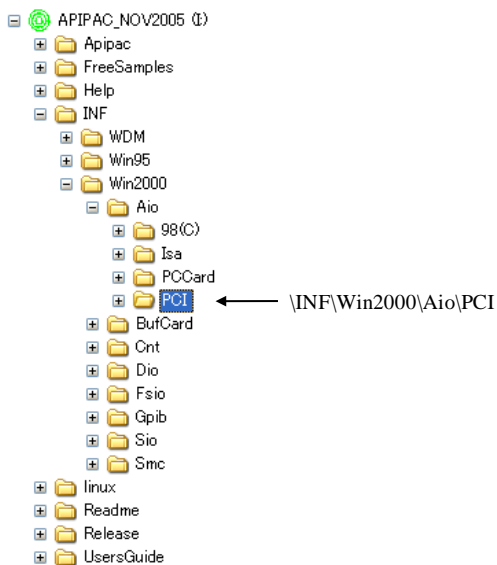 APIPAC_NOV2005 (I)
Apipac
FreeSamples
Help
INF
WDM
Win95
Win2000
Aio
98(C)
Isa
PCCard
PCI
\INF\Win2000\Aio\PCI
BufCard
Cnt
Dio
Fsio
Gpib
Sio
Smc
linux
Readme
Release
UsersGuide